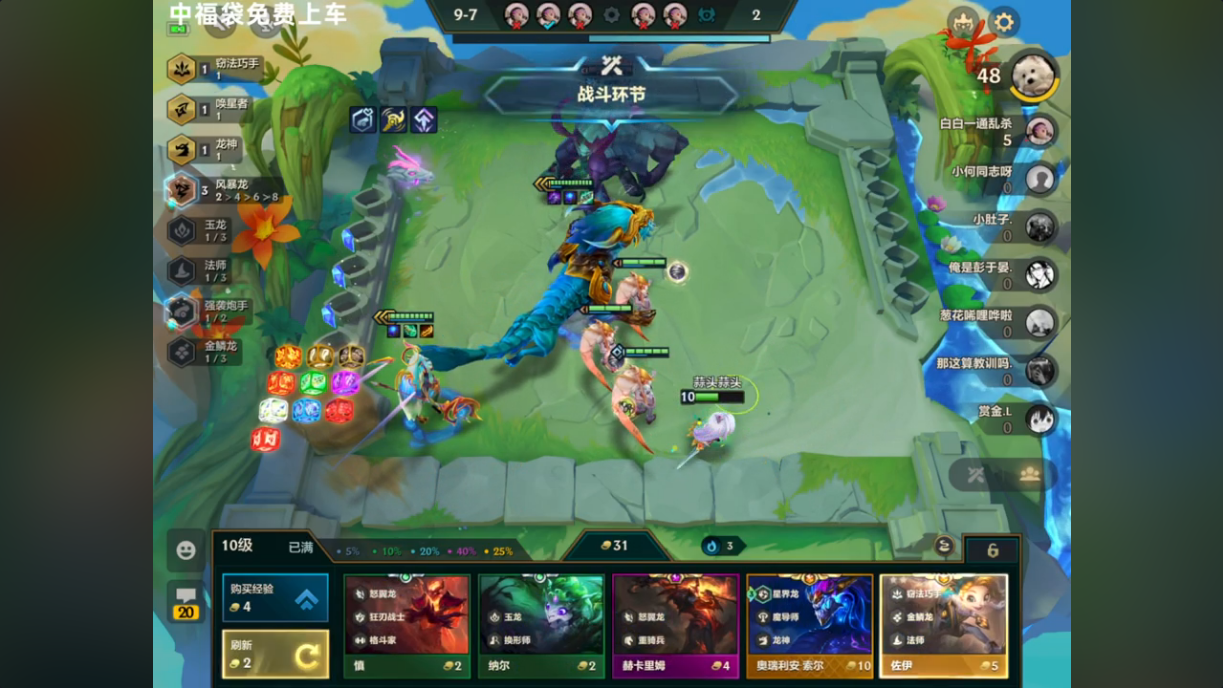 中福袋免费上车
9-7
2
战斗环节
1 窃法巧手
1
1 唤星者
1
1 龙神
1
3 风暴龙
2 > 4 > 6 > 8
玉龙
1 / 3
法师
1 / 3
强袭炮手
1 / 2
金鳞龙
1 / 3
48
白白一通乱杀
5
小何同志呀
0
小肚子.
0
俺是彭于晏.
0
葱花唏哩哗啦
0
那这算教训吗.
0
赏金.L
0
蒜头蒜头
10
10级
已满
5%
10%
20%
40%
25%
31
3
6
20
购买经验
4
刷新
2
怒翼龙
狂刃战士
格斗家
慎
2
玉龙
换形师
纳尔
2
怒翼龙
重骑兵
赫卡里姆
4
星界龙
魔导师
龙神
奥瑞利安·索尔
10
窃法巧手
金鳞龙
法师
佐伊
5